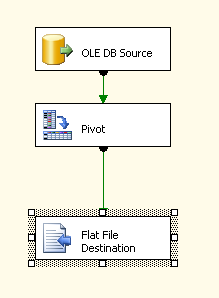 OLE DB Source
Pivot
Flat File
Destination